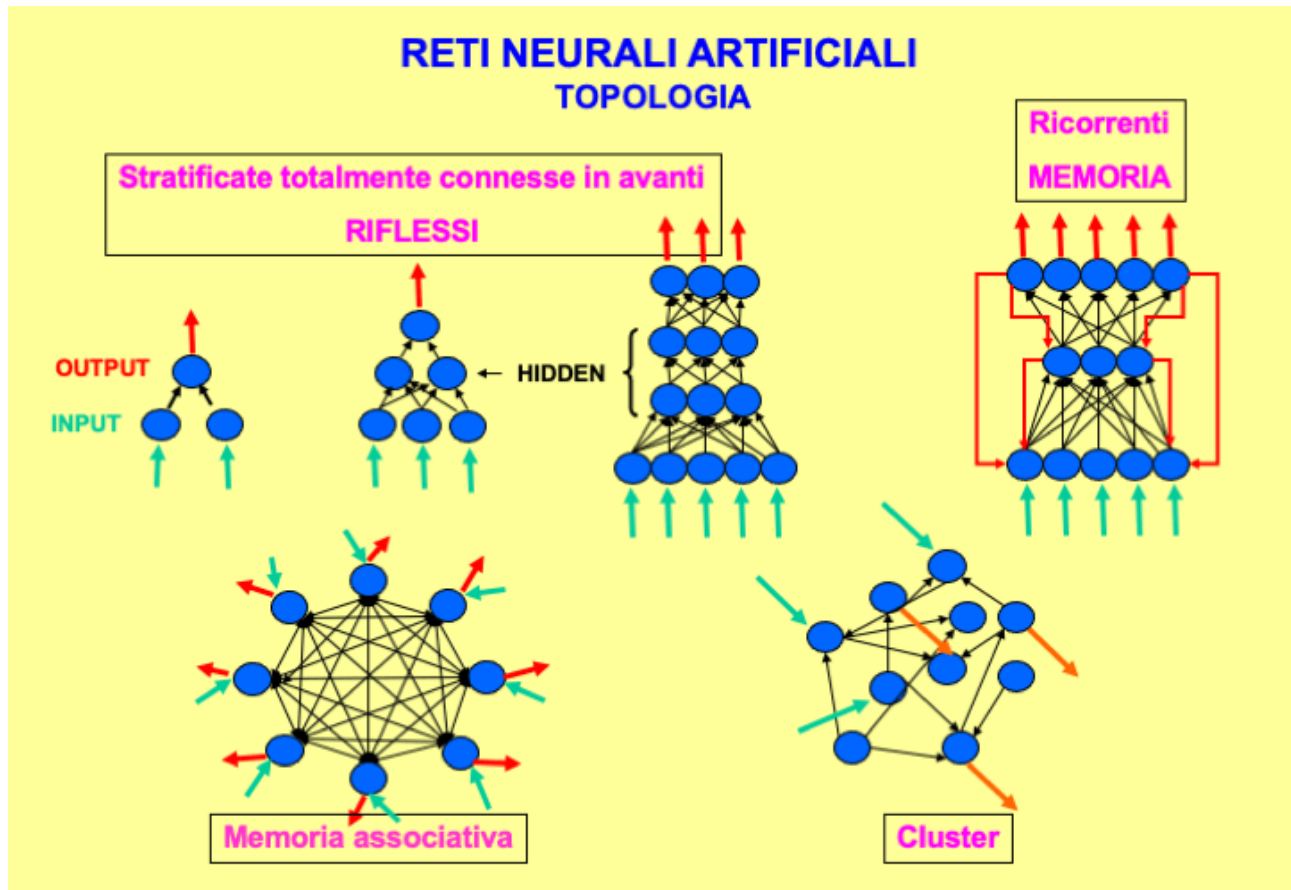 RETI NEURALI ARTIFICIALI
TOPOLOGIA
Stratificate totalmente connesse in avanti
RIFLESSI
Ricorrenti
MEMORIA
OUTPUT
HIDDEN
INPUT
Memoria associativa
Cluster